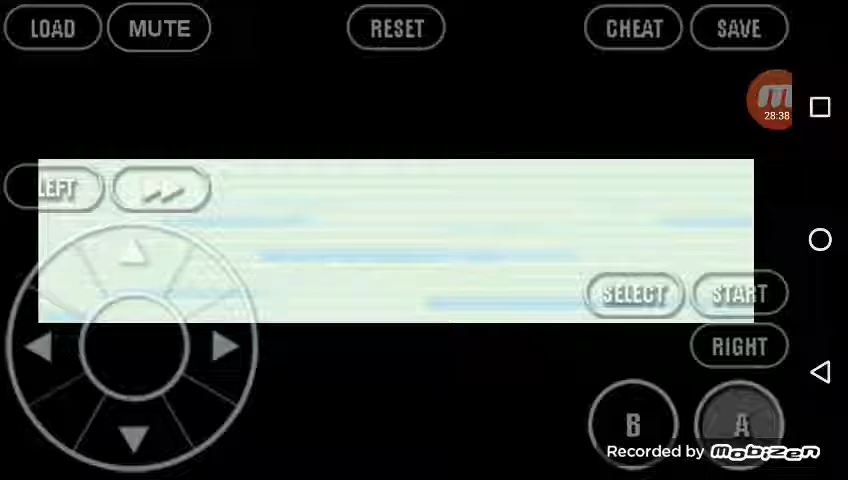 LOAD MUTE RESET CHEAT SAVE
28:38
LEFT
SELECT START
RIGHT
B A
Recorded by mobizen